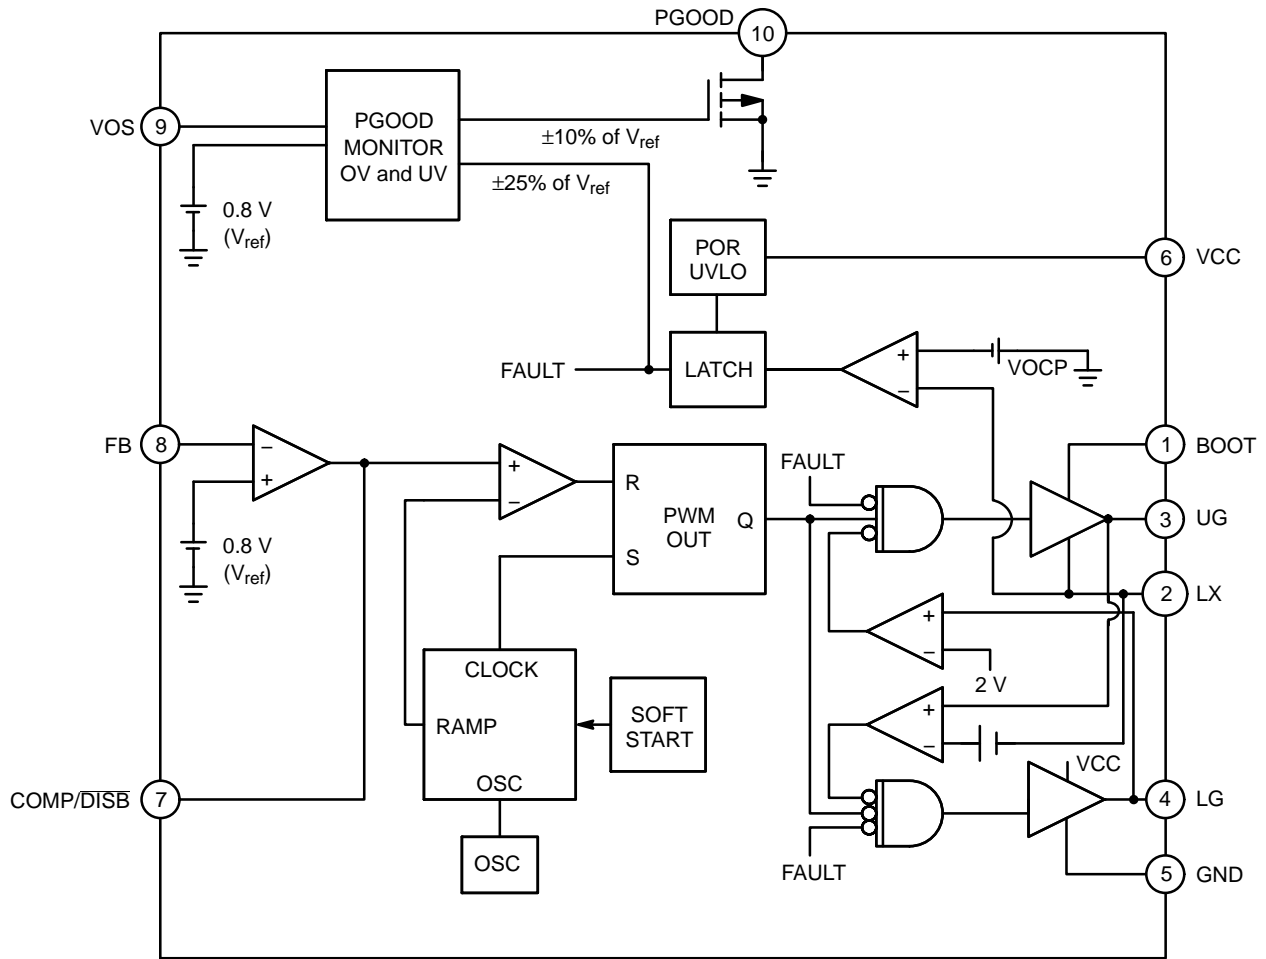 PGOOD
10
VOS
9
PGOOD
MONITOR
OV and UV
±10% of Vref
±25% of Vref
0.8 V
(Vref)
POR
UVLO
6
VCC
FAULT
LATCH
+
−
VOCP
FB
8
−
+
+
−
R
S
PWM
OUT
Q
FAULT
1
BOOT
3
UG
2
LX
0.8 V
(Vref)
+
−
2 V
CLOCK
RAMP
OSC
SOFT
START
+
−
VCC
COMP/DISB
7
4
LG
OSC
FAULT
5
GND